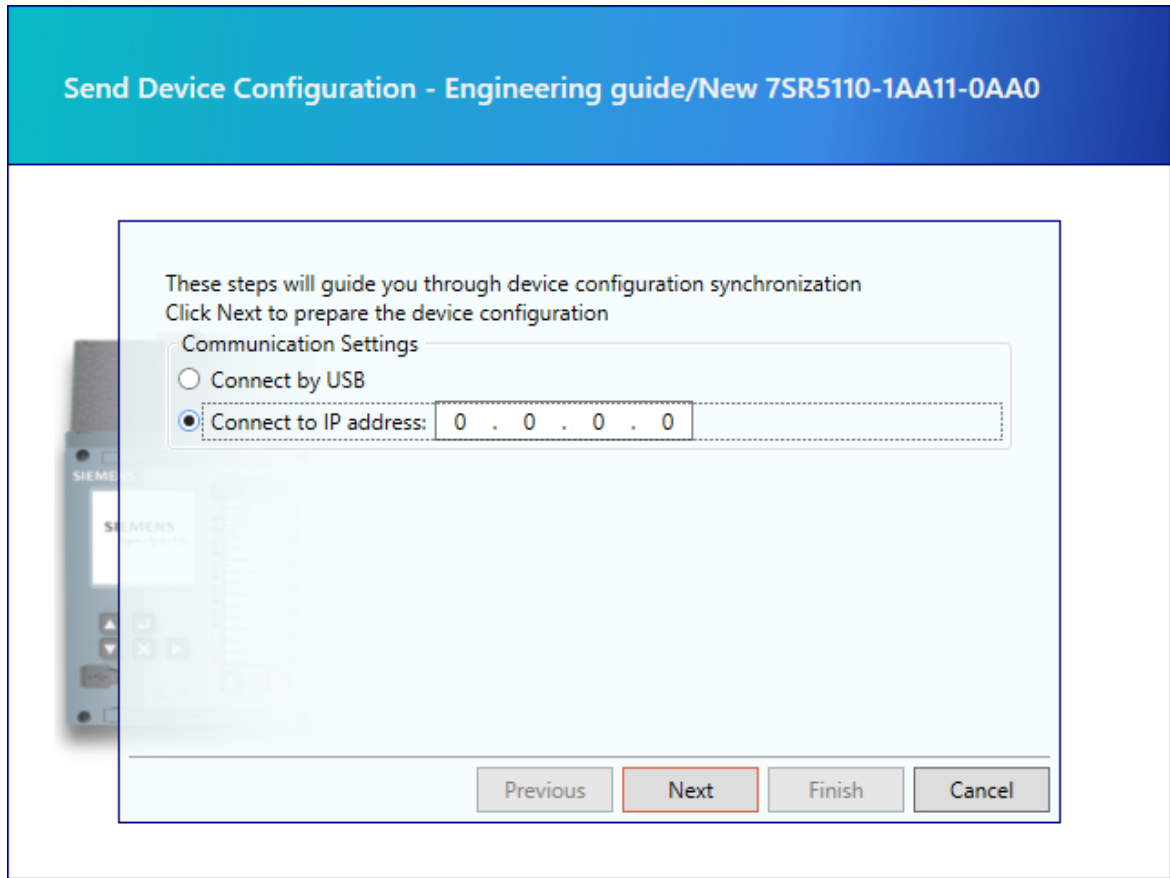 Send Device Configuration - Engineering guide/New 7SR5110-1AA11-0AA0
These steps will guide you through device configuration synchronization
Click Next to prepare the device configuration
Communication Settings
Connect by USB
Connect to IP address: 0 . 0 . 0 . 0
SIEMENS
SIEMENS
Previous Next Finish Cancel